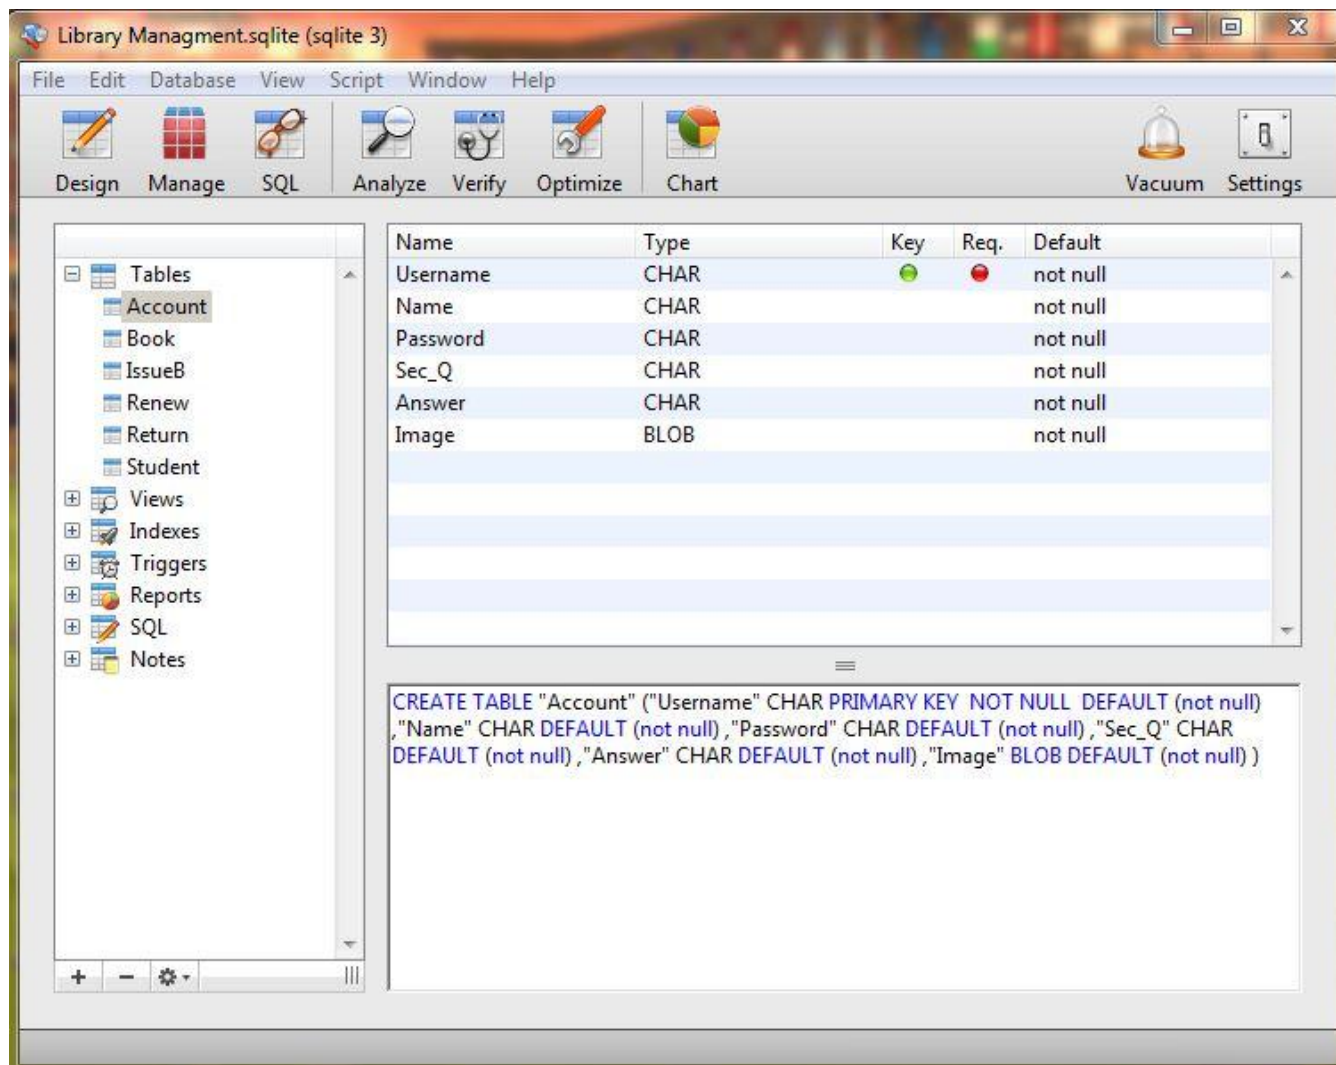 Library Managment.sqlite (sqlite 3)
File Edit Database View Script Window Help
Design Manage SQL Analyze Verify Optimize Chart Vacuum Settings
Name Type Key Req. Default
Tables
Account
Book
IssueB
Renew
Return
Student
Views
Indexes
Triggers
Reports
SQL
Notes
Username CHAR not null
Name CHAR not null
Password CHAR not null
Sec_Q CHAR not null
Answer CHAR not null
Image BLOB not null
CREATE TABLE "Account" ("Username" CHAR PRIMARY KEY  NOT NULL  DEFAULT (not null)
,"Name" CHAR DEFAULT (not null) ,"Password" CHAR DEFAULT (not null) ,"Sec_Q" CHAR
DEFAULT (not null) ,"Answer" CHAR DEFAULT (not null) ,"Image" BLOB DEFAULT (not null) )